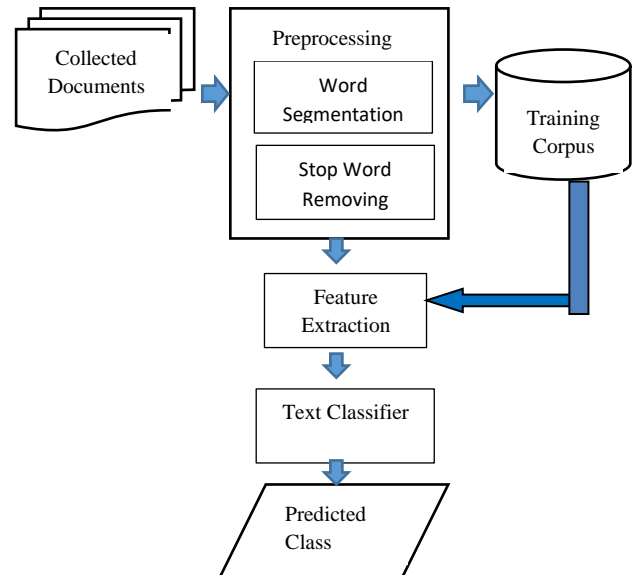 Collected
Documents
Preprocessing
Word
Segmentation
Stop Word
Removing
Training
Corpus
Feature
Extraction
Text Classifier
Predicted
Class